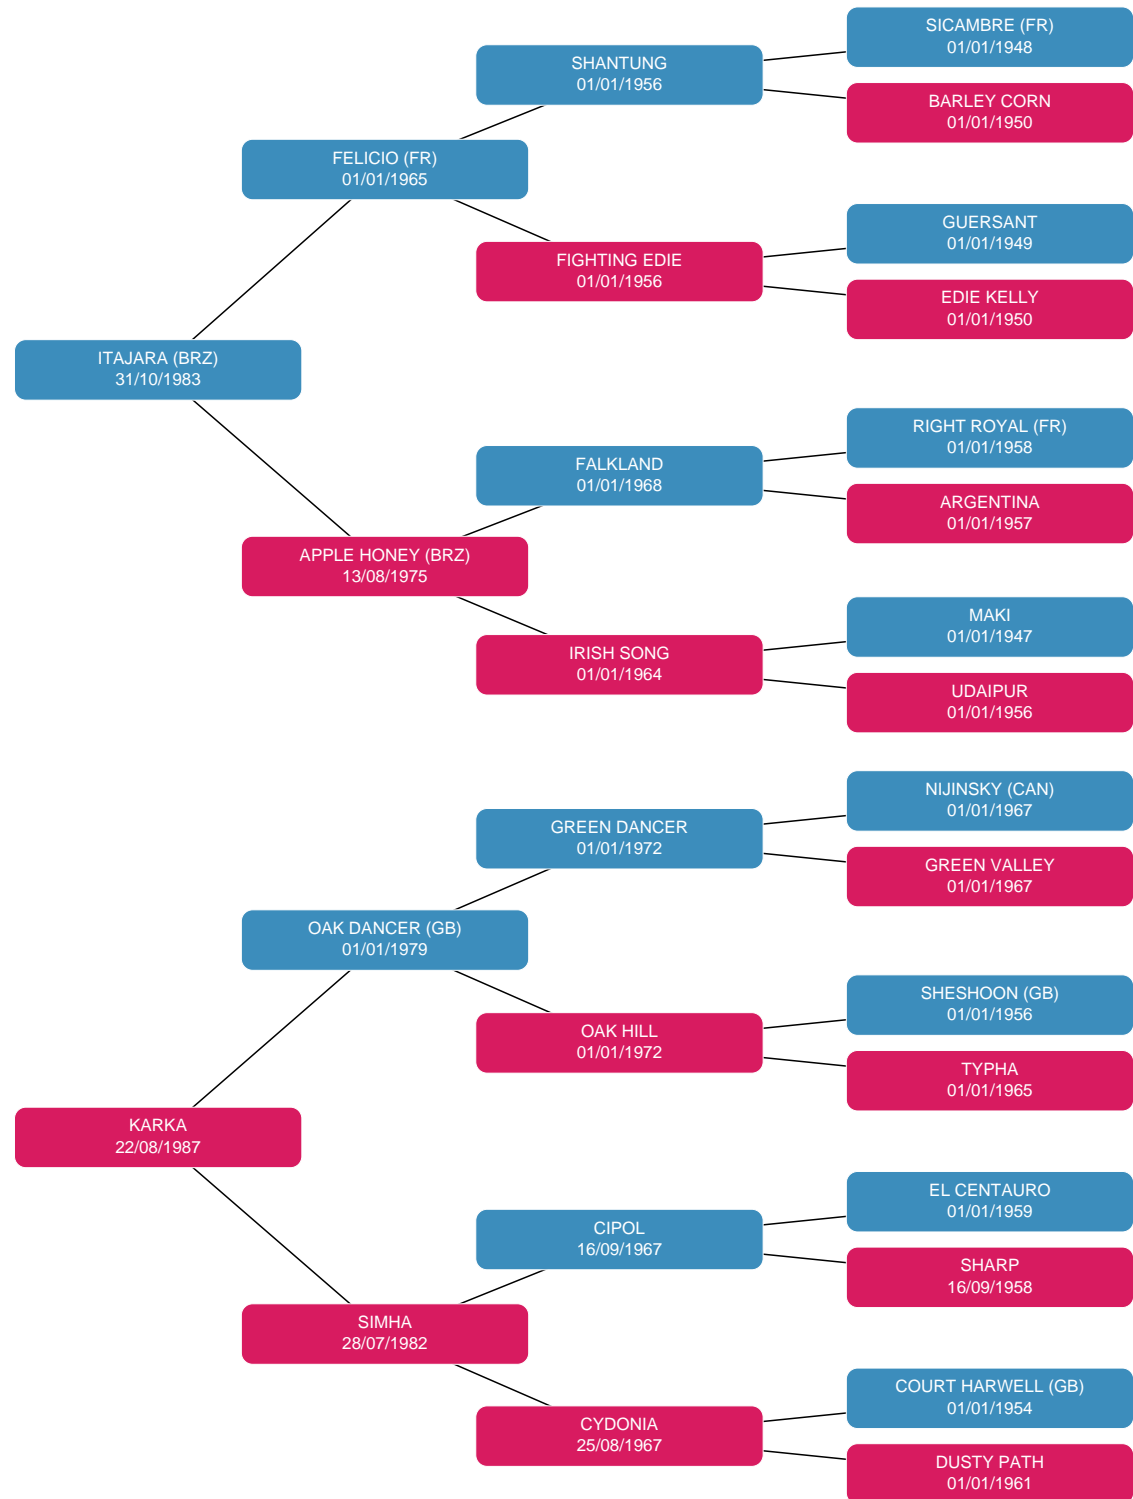 SICAMBRE (FR)
01/01/1948
SHANTUNG
01/01/1956
BARLEY CORN
01/01/1950
FELICIO (FR)
01/01/1965
GUERSANT
01/01/1949
FIGHTING EDIE
01/01/1956
EDIE KELLY
01/01/1950
ITAJARA (BRZ)
31/10/1983
RIGHT ROYAL (FR)
01/01/1958
FALKLAND
01/01/1968
ARGENTINA
01/01/1957
APPLE HONEY (BRZ)
13/08/1975
MAKI
01/01/1947
IRISH SONG
01/01/1964
UDAIPUR
01/01/1956
NIJINSKY (CAN)
01/01/1967
GREEN DANCER
01/01/1972
GREEN VALLEY
01/01/1967
OAK DANCER (GB)
01/01/1979
SHESHOON (GB)
01/01/1956
OAK HILL
01/01/1972
TYPHA
01/01/1965
KARKA
22/08/1987
EL CENTAURO
01/01/1959
CIPOL
16/09/1967
SHARP
16/09/1958
SIMHA
28/07/1982
COURT HARWELL (GB)
01/01/1954
CYDONIA
25/08/1967
DUSTY PATH
01/01/1961